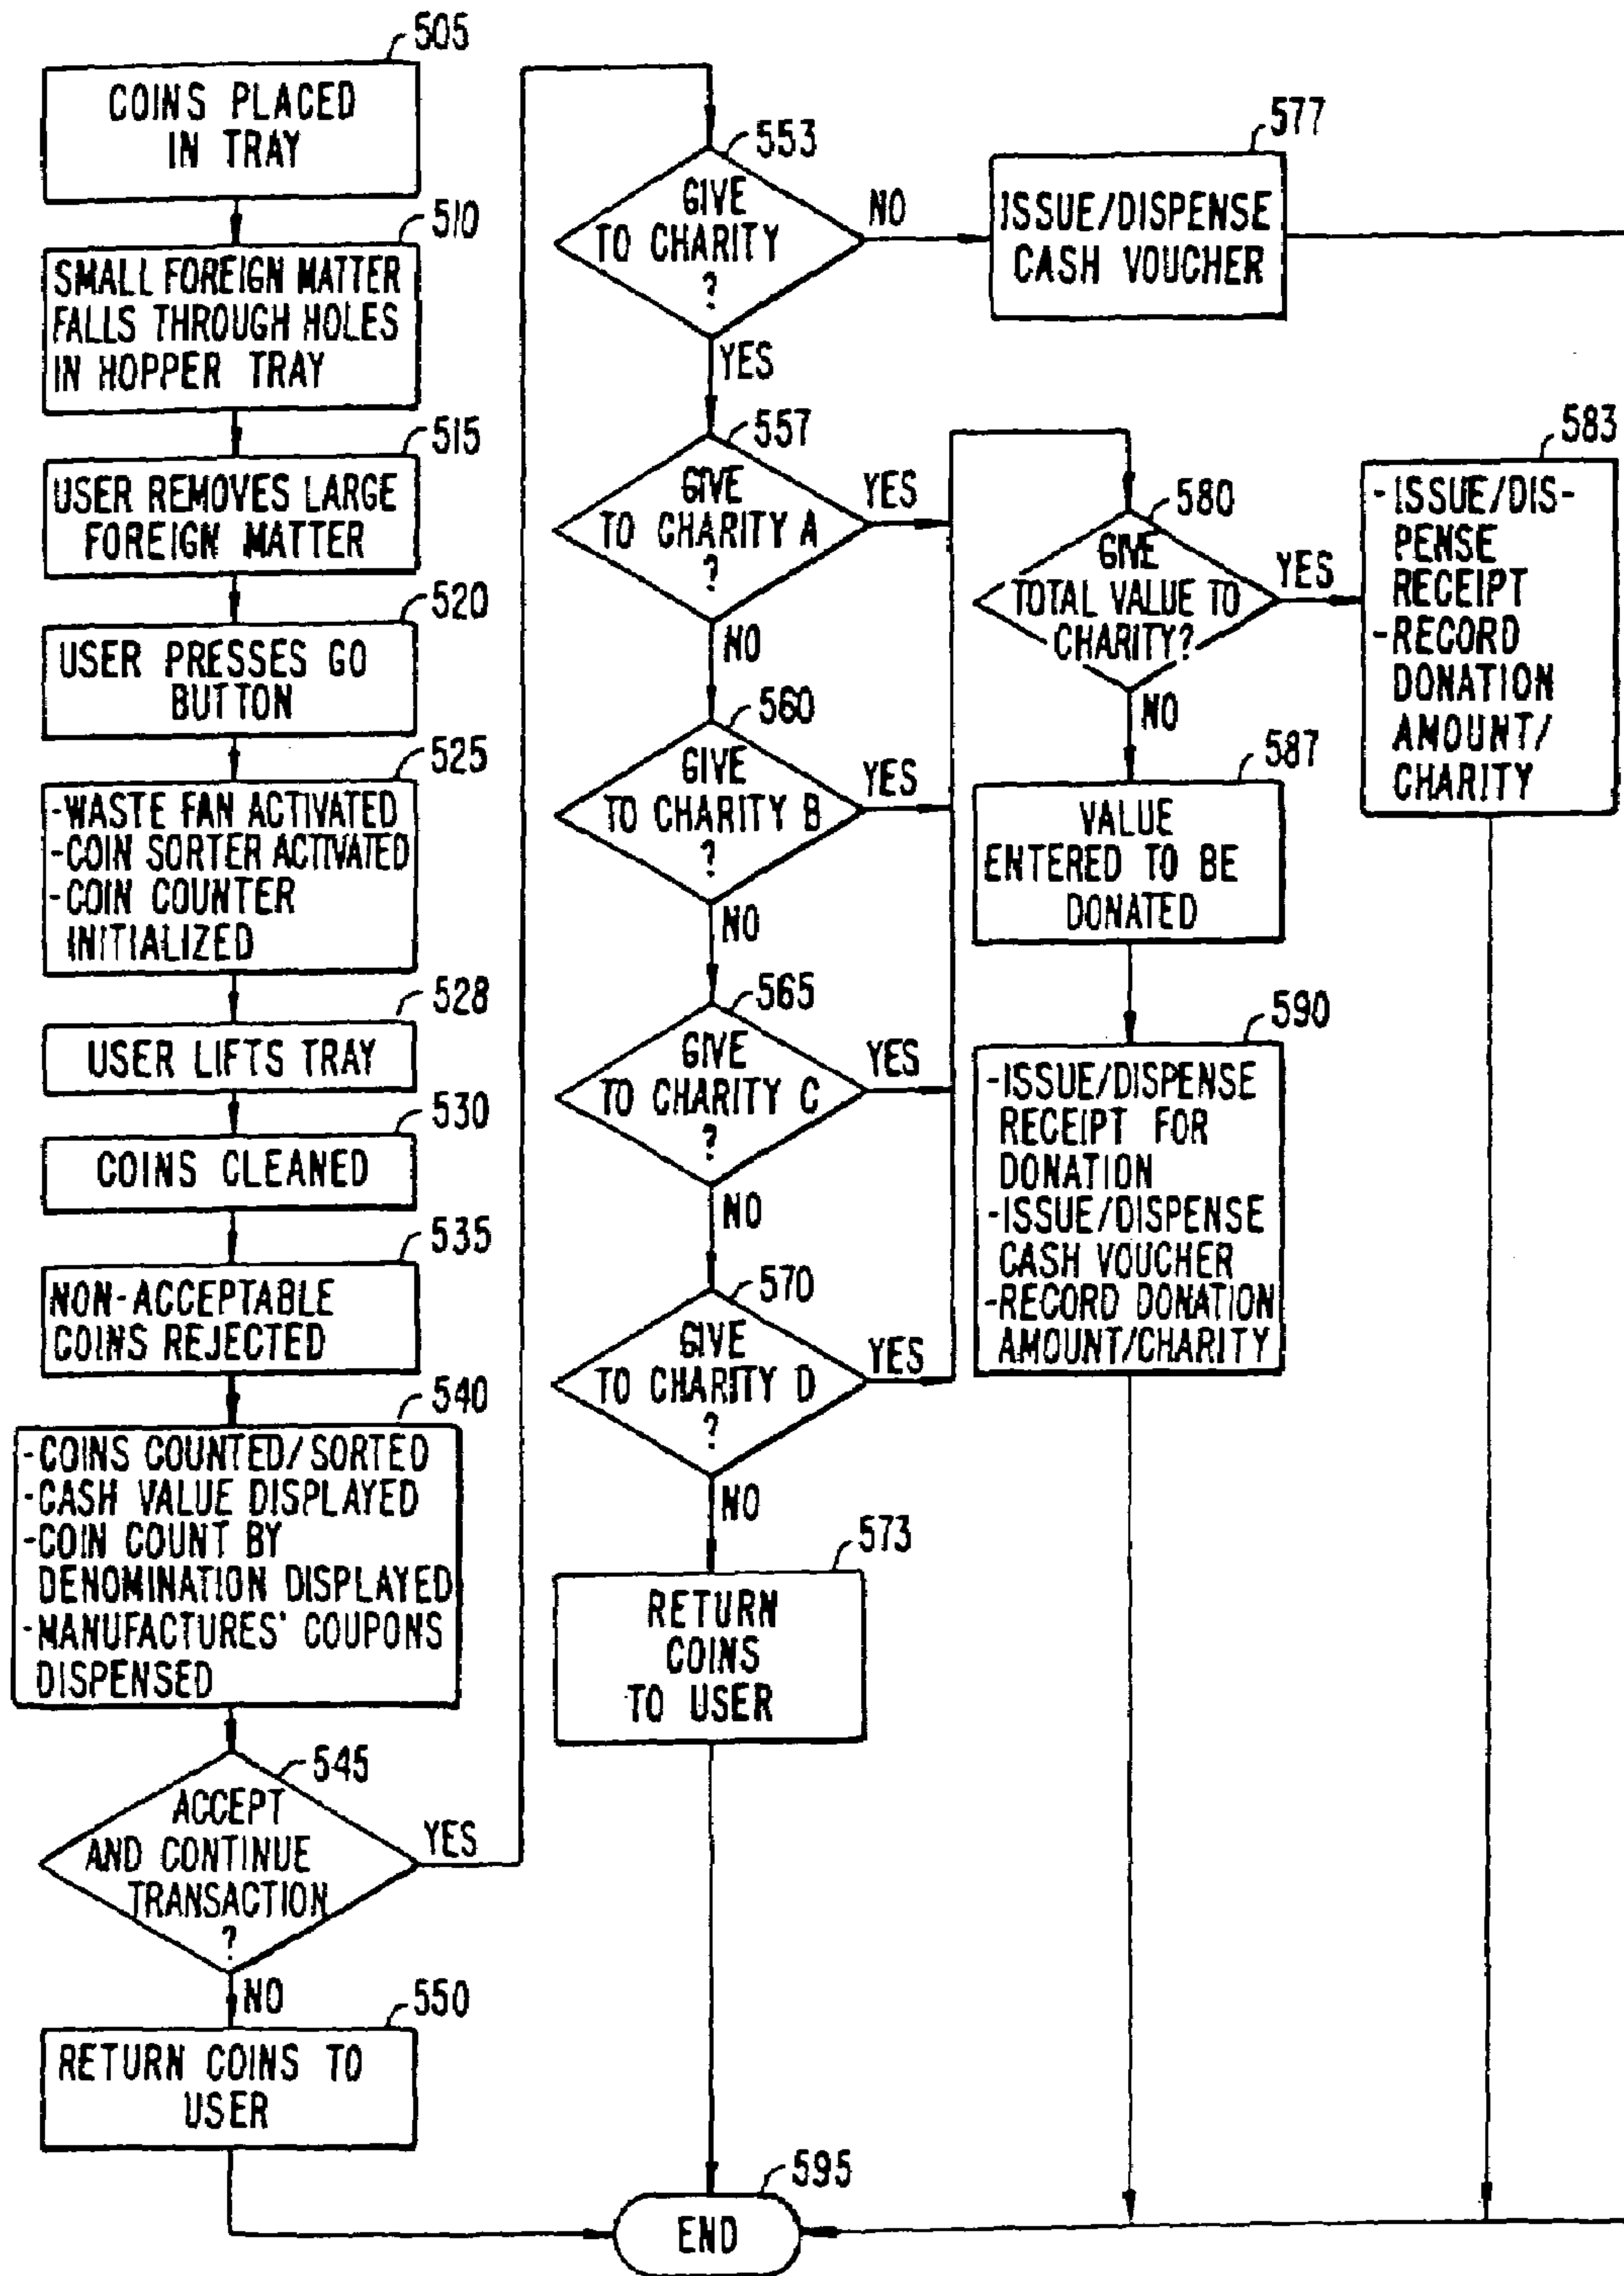 505
COINS PLACED
IN TRAY
510
SMALL FOREIGN MATTER
FALLS THROUGH HOLES
IN HOPPER TRAY
515
USER REMOVES LARGE
FOREIGN MATTER
520
USER PRESSES GO
BUTTON
525
-WASTE FAN ACTIVATED
-COIN SORTER ACTIVATED
-COIN COUNTER
INITIALIZED
528
USER LIFTS TRAY
530
COINS CLEANED
535
NON-ACCEPTABLE
COINS REJECTED
540
-COINS COUNTED/SORTED
-CASH VALUE DISPLAYED
-COIN COUNT BY
DENOMINATION DISPLAYED
-MANUFACTURES' COUPONS
DISPENSED
545
ACCEPT
AND CONTINUE
TRANSACTION
?
YES
NO
550
RETURN COINS TO
USER
553
GIVE
TO CHARITY
?
NO
YES
557
GIVE
TO CHARITY A
?
YES
NO
560
GIVE
TO CHARITY B
?
YES
NO
565
GIVE
TO CHARITY C
?
YES
NO
570
GIVE
TO CHARITY D
?
YES
NO
573
RETURN
COINS
TO USER
577
ISSUE/DISPENSE
CASH VOUCHER
580
GIVE
TOTAL VALUE TO
CHARITY?
YES
NO
583
-ISSUE/DIS-
PENSE
RECEIPT
-RECORD
DONATION
AMOUNT/
CHARITY
587
VALUE
ENTERED TO BE
DONATED
590
-ISSUE/DISPENSE
RECEIPT FOR
DONATION
-ISSUE/DISPENSE
CASH VOUCHER
-RECORD DONATION
AMOUNT/CHARITY
595
END